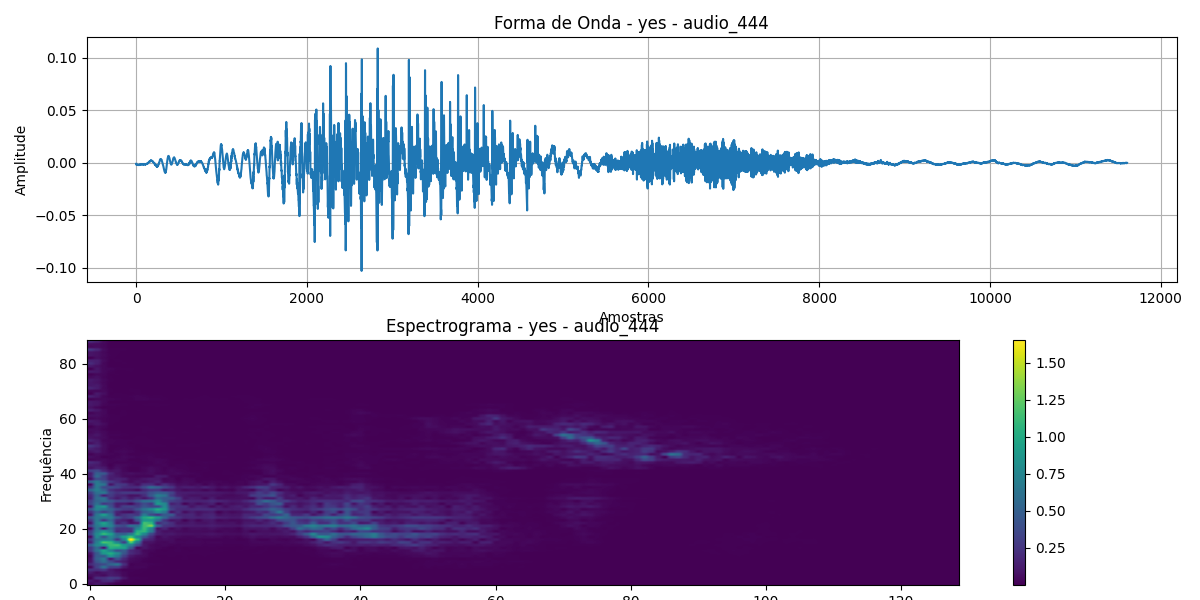 Forma de Onda - yes - audio_444
Amplitude
0.10
0.05
0.00
−0.05
−0.10
0 2000 4000 6000 8000 10000 12000
Amostras
Espectrograma - yes - audio_444
Frequência
80
60
40
20
0
0 20 40 60 80 100 120
1.50
1.25
1.00
0.75
0.50
0.25